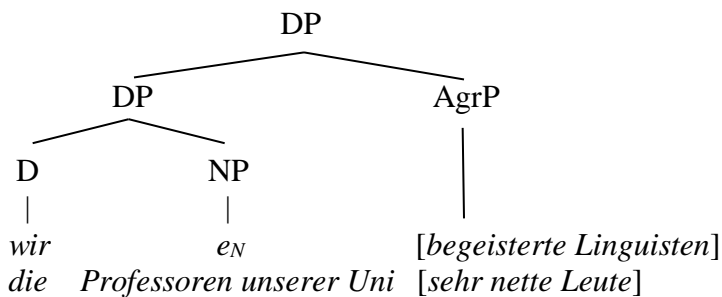 DP
DP AgrP
D NP
wir e_N [begeisterte Linguisten]
die Professoren unserer Uni [sehr nette Leute]